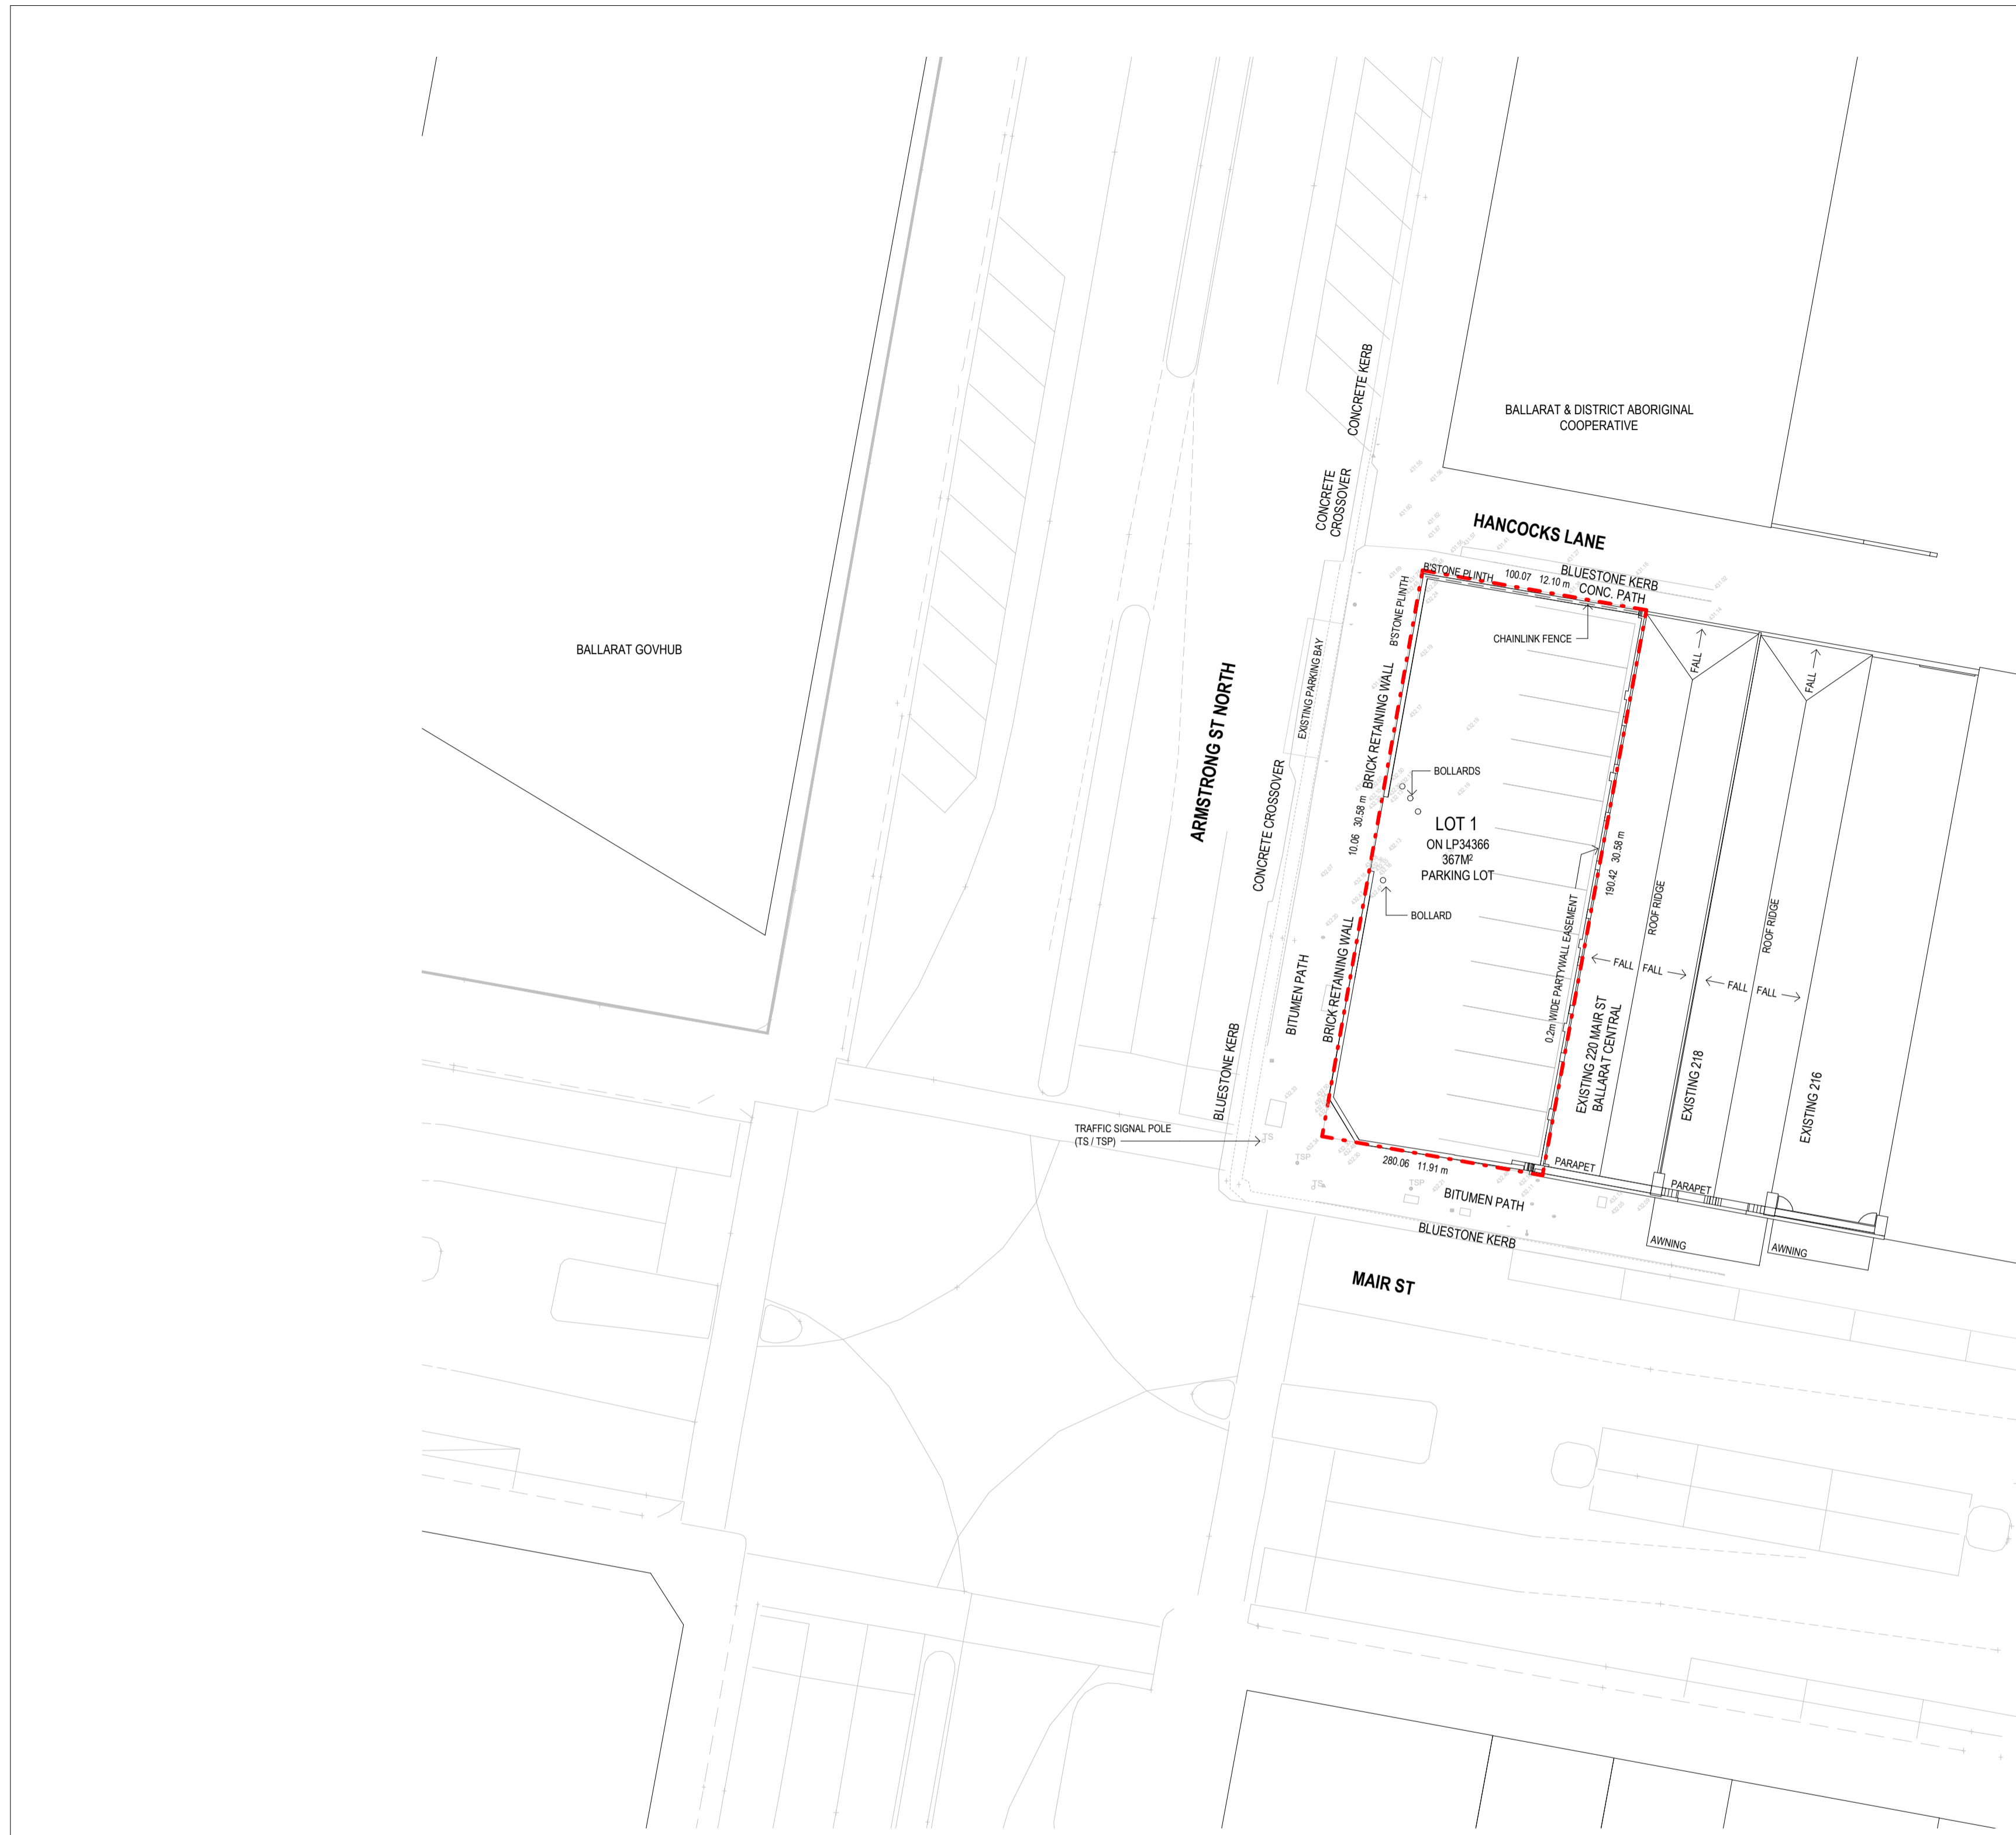 CONCRETE KERB
BALLARAT & DISTRICT ABORIGINAL
COOPERATIVE
CONCRETE
CROSSOVER
HANCOCKS LANE
B'STONE PLINTH
100.07 12.10 m
BLUESTONE KERB
CONC. PATH
B'STONE PLINTH
CHAINLINK FENCE
BALLARAT GOVHUB
ARMSTRONG ST NORTH
EXISTING PARKING BAY
BRICK RETAINING WALL
FALL
FALL
CONCRETE CROSSOVER
BOLLARDS
10.06 30.58 m
LOT 1
ON LP34366
367M²
PARKING LOT
190.42 30.58 m
BOLLARD
ROOF RIDGE
ROOF RIDGE
0.2m WIDE PARTYWALL EASEMENT
BITUMEN PATH
BRICK RETAINING WALL
FALL FALL
FALL FALL
BLUESTONE KERB
EXISTING 220 MAIR ST
BALLARAT CENTRAL
EXISTING 218
EXISTING 216
TRAFFIC SIGNAL POLE
(TS / TSP)
TS
TSP
TS
TSP
280.06 11.91 m
PARAPET
PARAPET
BITUMEN PATH
BLUESTONE KERB
AWNING
AWNING
MAIR ST